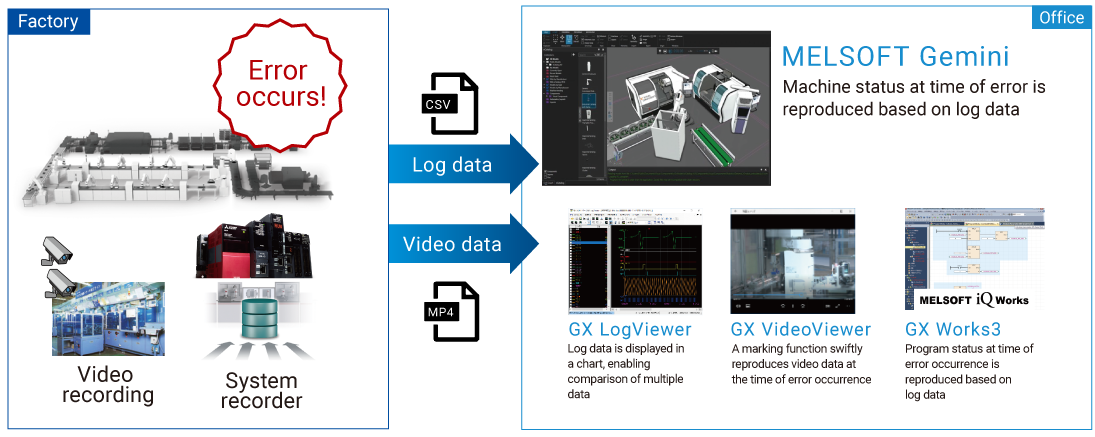 Factory
Error
occurs!
Video
recording
System
recorder
CSV
Log data
Video data
MP4
Office
MELSOFT Gemini
Machine status at time of error is
reproduced based on log data
GX LogViewer
Log data is displayed in
a chart, enabling
comparison of multiple
data
GX VideoViewer
A marking function swiftly
reproduces video data at
the time of error occurrence
MELSOFT iQ Works
GX Works3
Program status at time of
error occurrence is
reproduced based on
log data